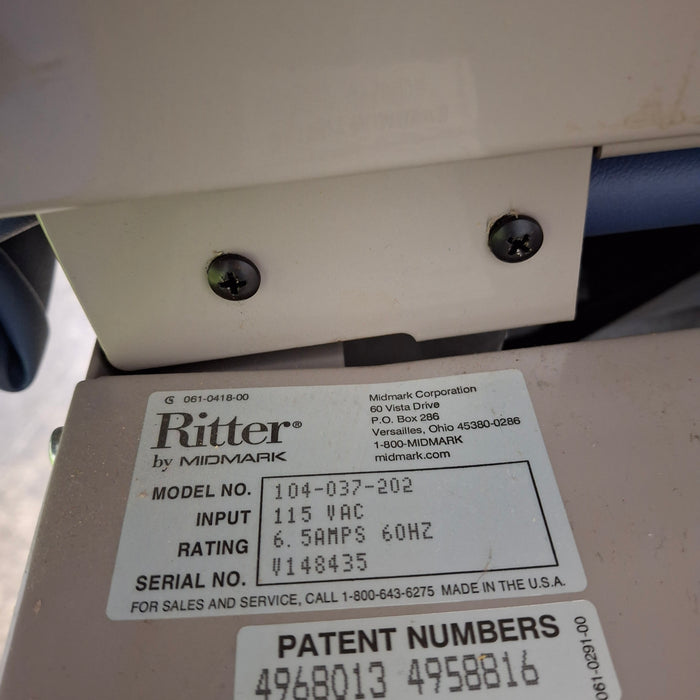 061-0418-00
Ritter®
by MIDMARK
Midmark Corporation
60 Vista Drive
P.O. Box 286
Versailles, Ohio 45380-0286
1-800-MIDMARK
midmark.com
MODEL NO. 104-037-202
INPUT 115 VAC
RATING 6.5AMPS 60HZ
SERIAL NO. V148435
FOR SALES AND SERVICE, CALL 1-800-643-6275 MADE IN THE U.S.A.
PATENT NUMBERS
4968013 4958816
061-0291-00